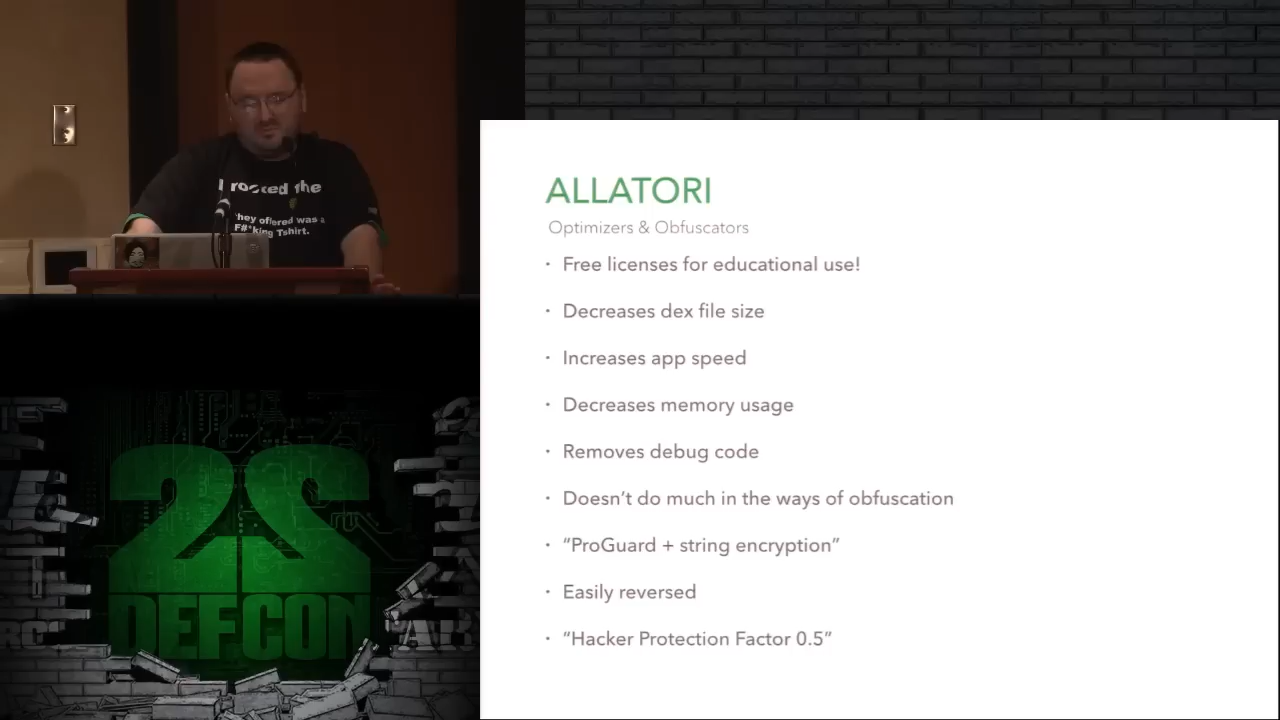 I rooted the
they offered was a
F#*king Tshirt.
ALLATORI
Optimizers & Obfuscators
· Free licenses for educational use!
· Decreases dex file size
· Increases app speed
· Decreases memory usage
· Removes debug code
· Doesn’t do much in the ways of obfuscation
· “ProGuard + string encryption”
· Easily reversed
· “Hacker Protection Factor 0.5”
22
DEFCON